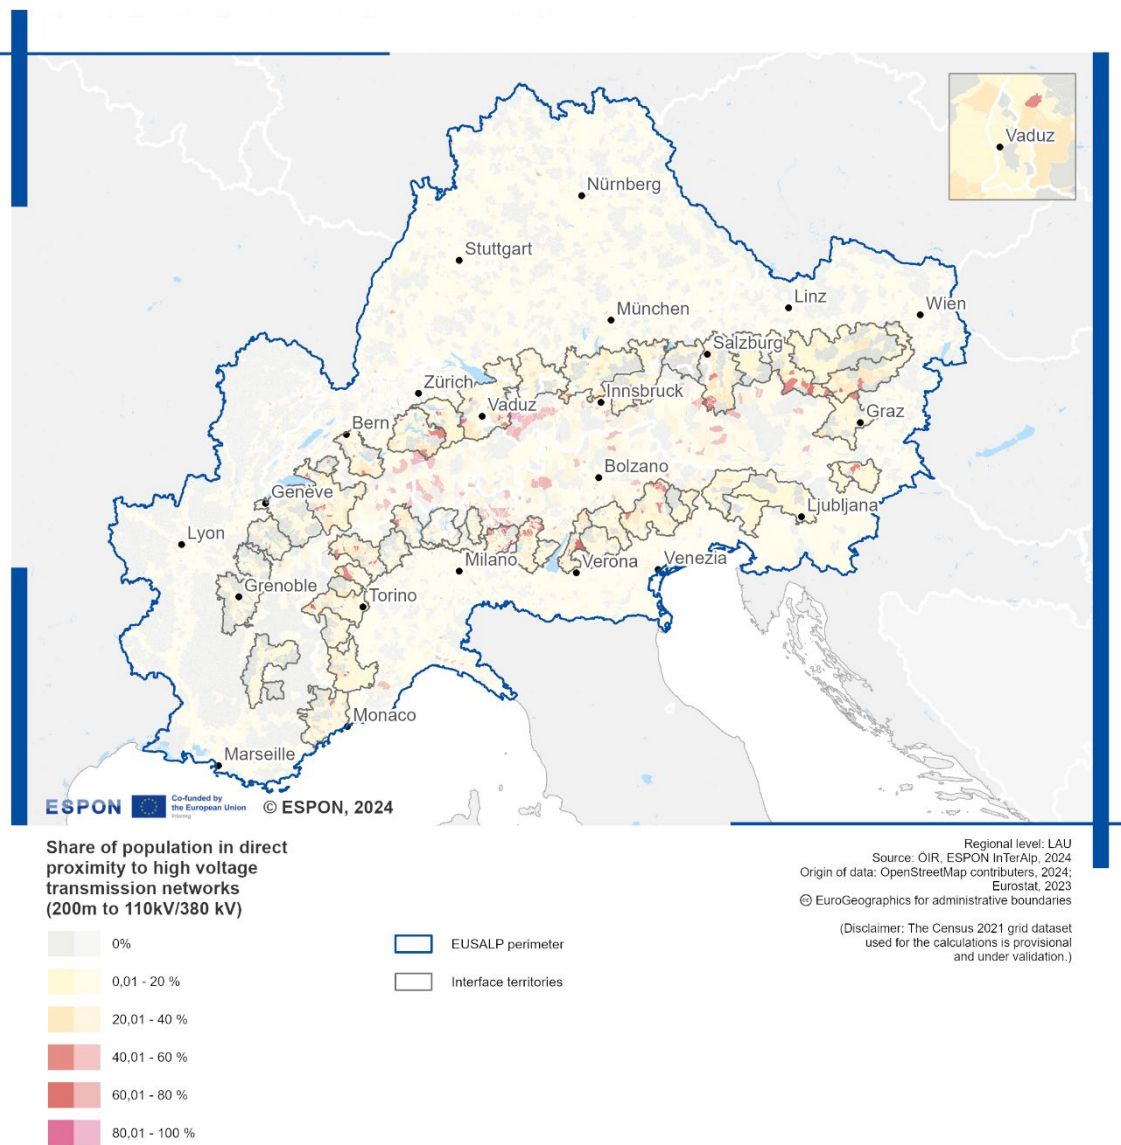 Vaduz
Nürnberg
Stuttgart
Linz
Wien
München
Salzburg
Zürich
Innsbruck
Vaduz
Graz
Bern
Bolzano
Genève
Ljubljana
Lyon
Milano
Verona
Venezia
Grenoble
Torino
Monaco
Marseille
ESPON
Co-funded by
the European Union
Interreg
© ESPON, 2024
Share of population in direct
proximity to high voltage
transmission networks
(200m to 110kV/380 kV)
0%
0,01 - 20 %
20,01 - 40 %
40,01 - 60 %
60,01 - 80 %
80,01 - 100 %
EUSALP perimeter
Interface territories
Regional level: LAU
Source: ÖIR, ESPON InTerAlp, 2024
Origin of data: OpenStreetMap contributers, 2024;
Eurostat, 2023
cc EuroGeographics for administrative boundaries
(Disclaimer: The Census 2021 grid dataset
used for the calculations is provisional
and under validation.)